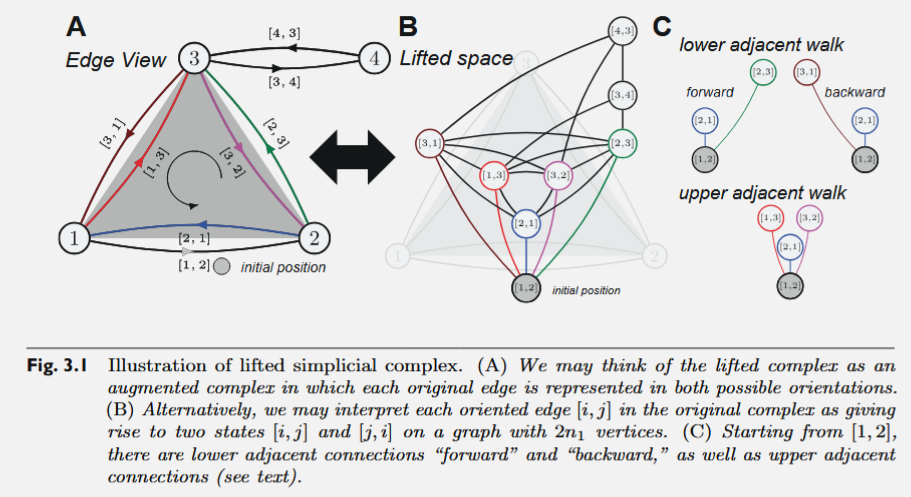 A
Edge View
3
4
[4, 3]
[3, 4]
[3, 1]
[1, 3]
[3, 2]
[2, 3]
1
2
[2, 1]
[1, 2]
initial position
B
Lifted space
3
1
2
[4,3]
[3,4]
[3,1]
[2,3]
[1,3]
[3,2]
[2,1]
[1,2]
initial position
C
lower adjacent walk
[2,3]
[3,1]
forward
backward
[2,1]
[2,1]
[1,2]
[1,2]
upper adjacent walk
[1,3]
[3,2]
[2,1]
[1,2]
Fig. 3.1 Illustration of lifted simplicial complex. (A) We may think of the lifted complex as an
augmented complex in which each original edge is represented in both possible orientations.
(B) Alternatively, we may interpret each oriented edge [i, j] in the original complex as giving
rise to two states [i, j] and [j, i] on a graph with 2n₁ vertices. (C) Starting from [1, 2],
there are lower adjacent connections “forward” and “backward,” as well as upper adjacent
connections (see text).